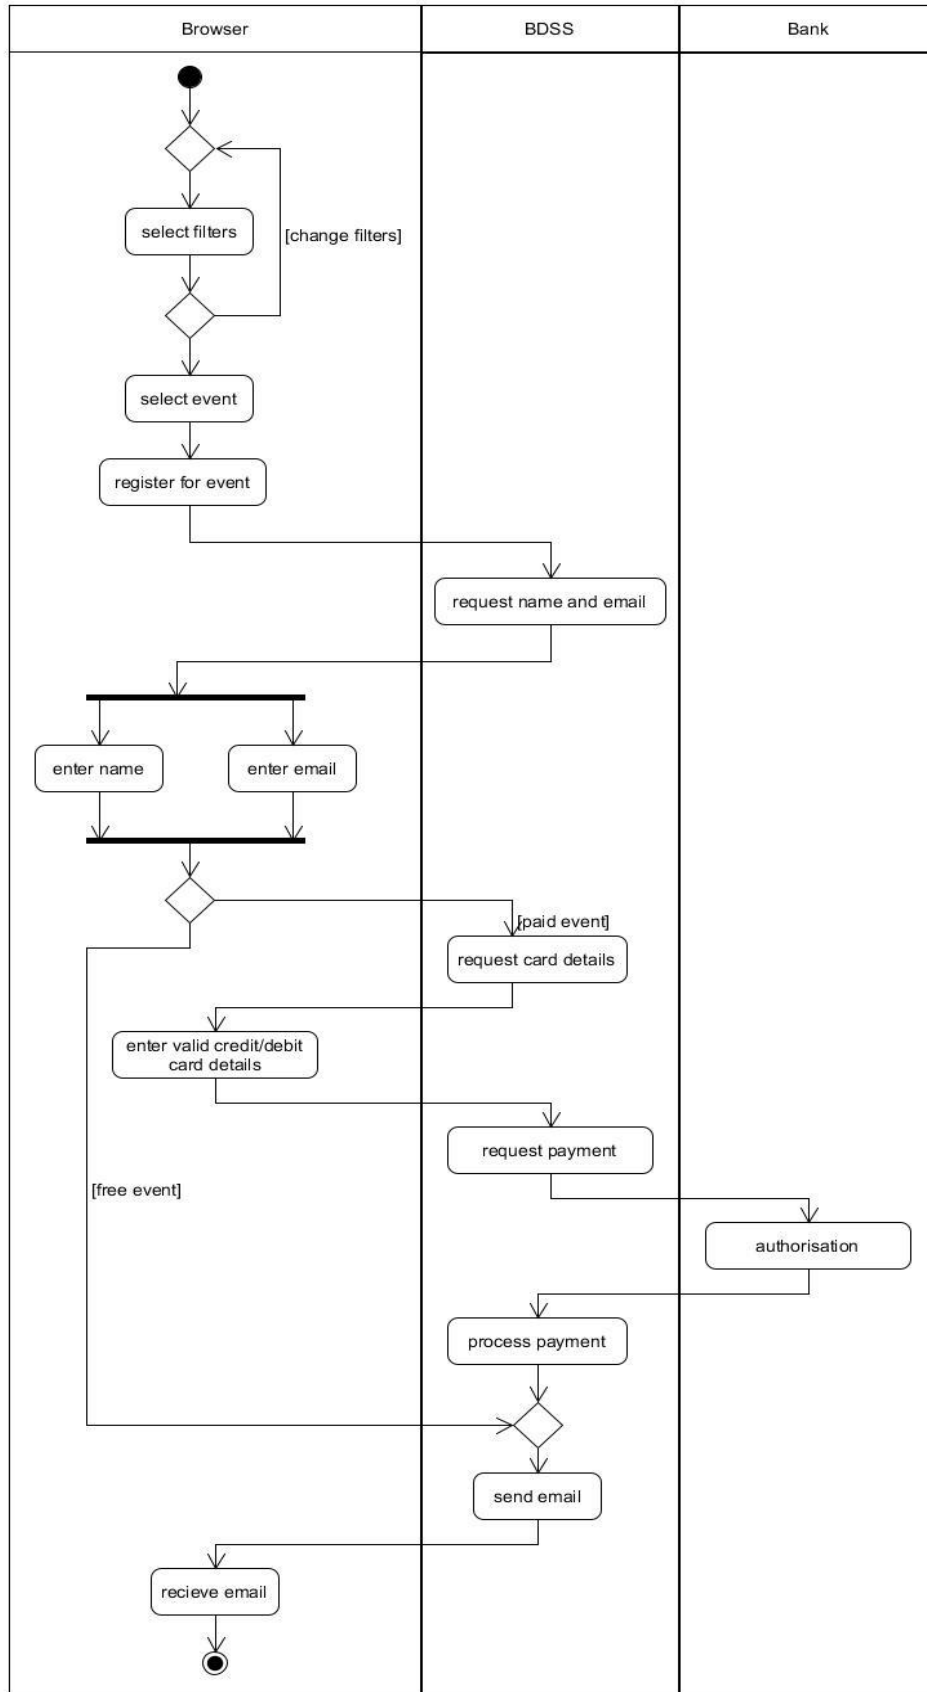 Browser
BDSS
Bank
select filters
[change filters]
select event
register for event
request name and email
enter name
enter email
[paid event]
request card details
enter valid credit/debit
card details
request payment
[free event]
authorisation
process payment
send email
recieve email